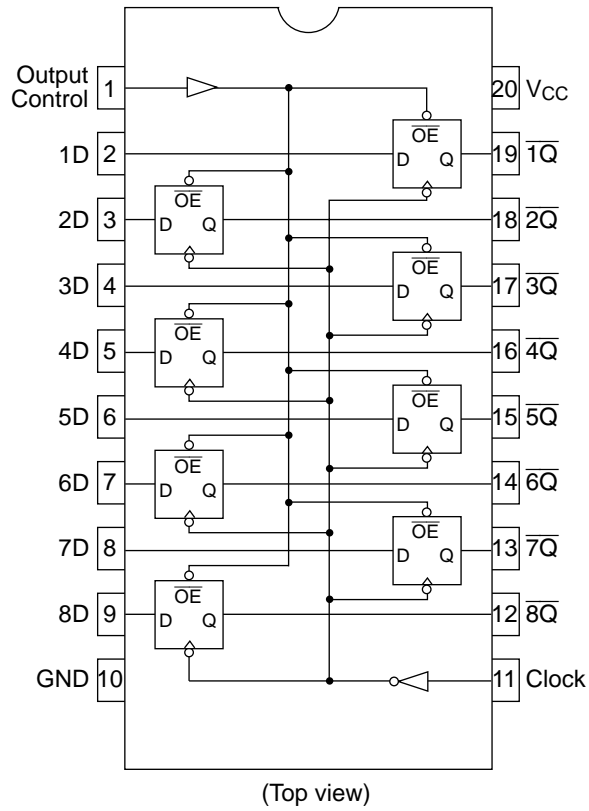 Output
Control 1 20 V_CC
OE̅
1D 2 D Q 19 1Q̅
OE̅
2D 3 D Q 18 2Q̅
OE̅
3D 4 D Q 17 3Q̅
OE̅
4D 5 D Q 16 4Q̅
OE̅
5D 6 D Q 15 5Q̅
OE̅
6D 7 D Q 14 6Q̅
OE̅
7D 8 D Q 13 7Q̅
OE̅
8D 9 D Q 12 8Q̅
GND 10 11 Clock
(Top view)